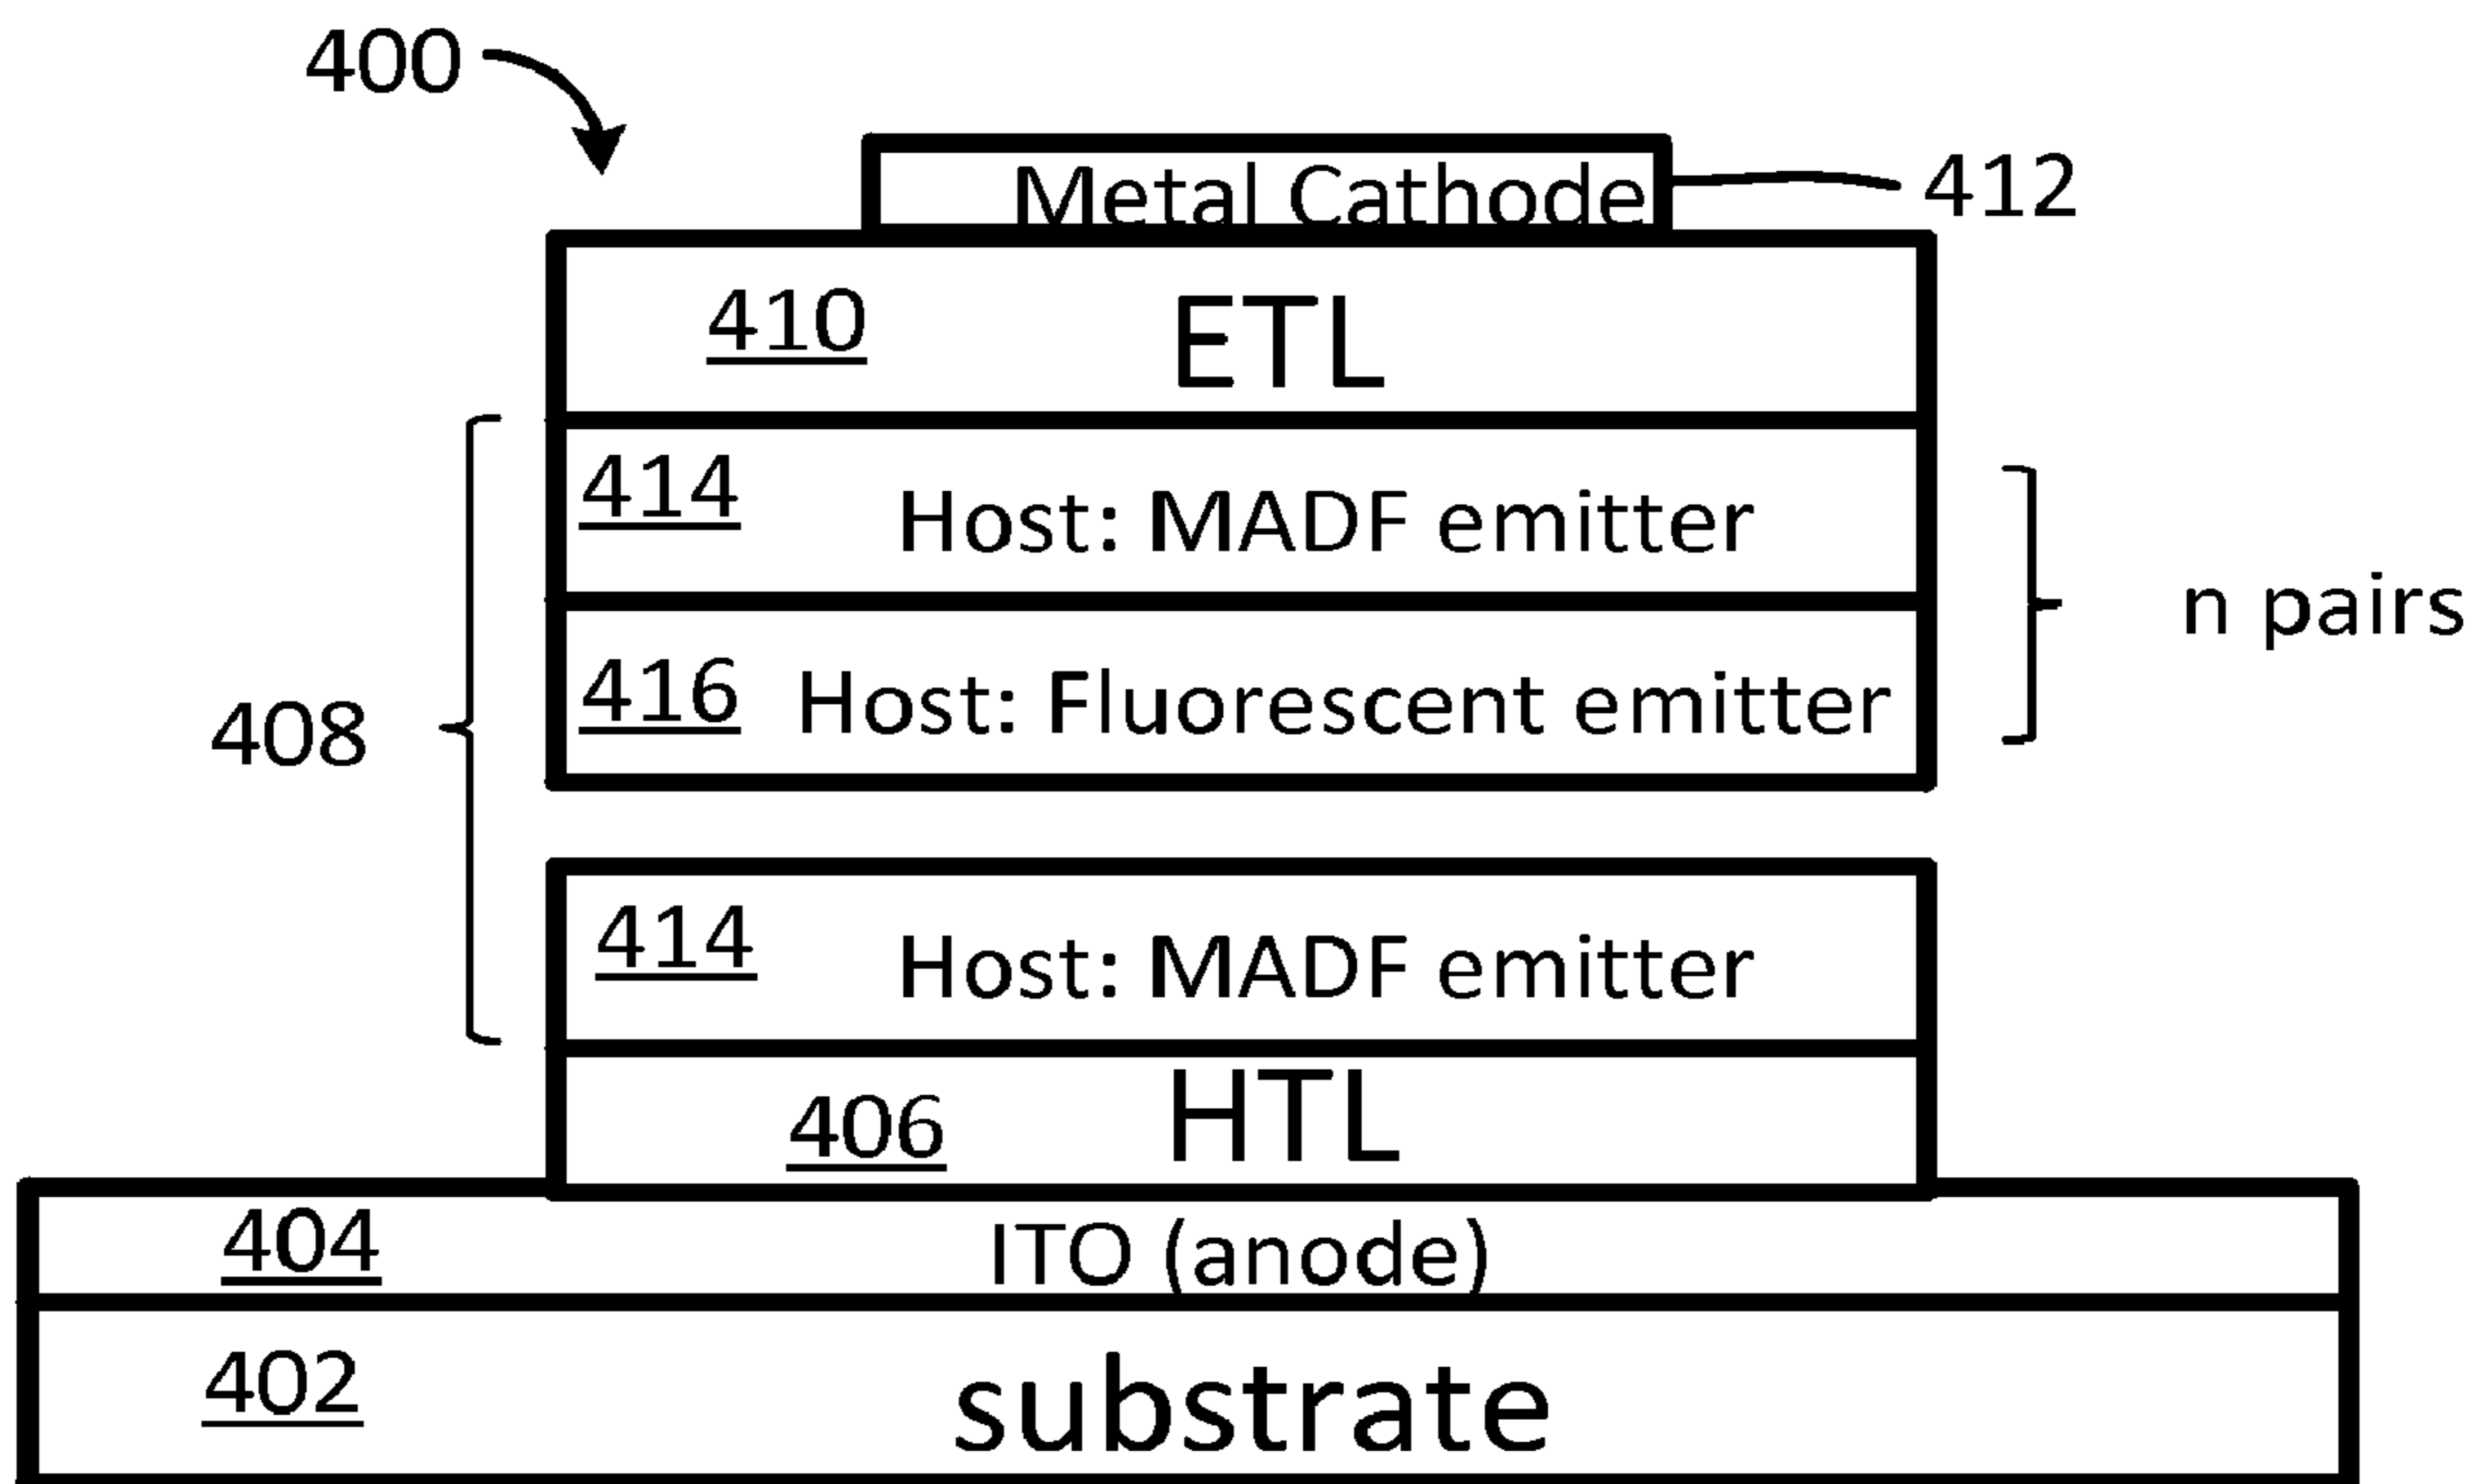 400
Metal Cathode
412
410 ETL
414 Host: MADF emitter
n pairs
416 Host: Fluorescent emitter
408
414 Host: MADF emitter
406 HTL
404 ITO (anode)
402 substrate